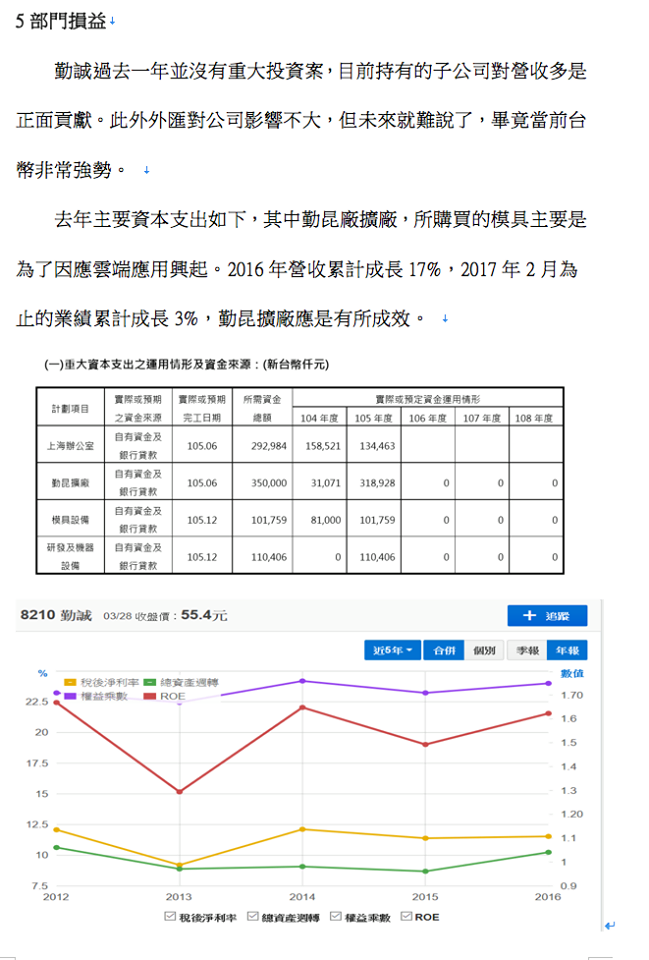 5 部門損益
勤誠過去一年並沒有重大投資案，目前持有的子公司對營收多是
正面貢獻。此外外匯對公司影響不大，但未來就難說了，畢竟當前台
幣非常強勢。
去年主要資本支出如下，其中勤昆廠擴廠，所購買的模具主要是
為了因應雲端應用興起。2016 年營收累計成長 17%，2017 年 2 月為
止的業績累計成長 3%，勤昆擴廠應是有所成效。
(一)重大資本支出之運用情形及資金來源：(新台幣仟元)
計劃項目 實際或預期之資金來源 實際或預期完工日期 所需資金總額 實際或預定資金運用情形
104 年度 105 年度 106 年度 107 年度 108 年度
上海辦公室 自有資金及銀行貸款 105.06 292,984 158,521 134,463
勤昆擴廠 自有資金及銀行貸款 105.06 350,000 31,071 318,928 0 0 0
模具設備 自有資金及銀行貸款 105.12 101,759 81,000 101,759 0 0 0
研發及機器設備 自有資金及銀行貸款 105.12 110,406 0 110,406 0 0 0
8210 勤誠 03/28 收盤價：55.4元 + 追蹤
近5年 合併 個別 季報 年報
% 數值
稅後淨利率 總資產週轉
權益乘數 ROE
22.5 20 17.5 15 12.5 10 7.5
1.70 1.6 1.5 1.4 1.3 1.20 1.1 1 0.9
2012 2013 2014 2015 2016
稅後淨利率 總資產週轉 權益乘數 ROE